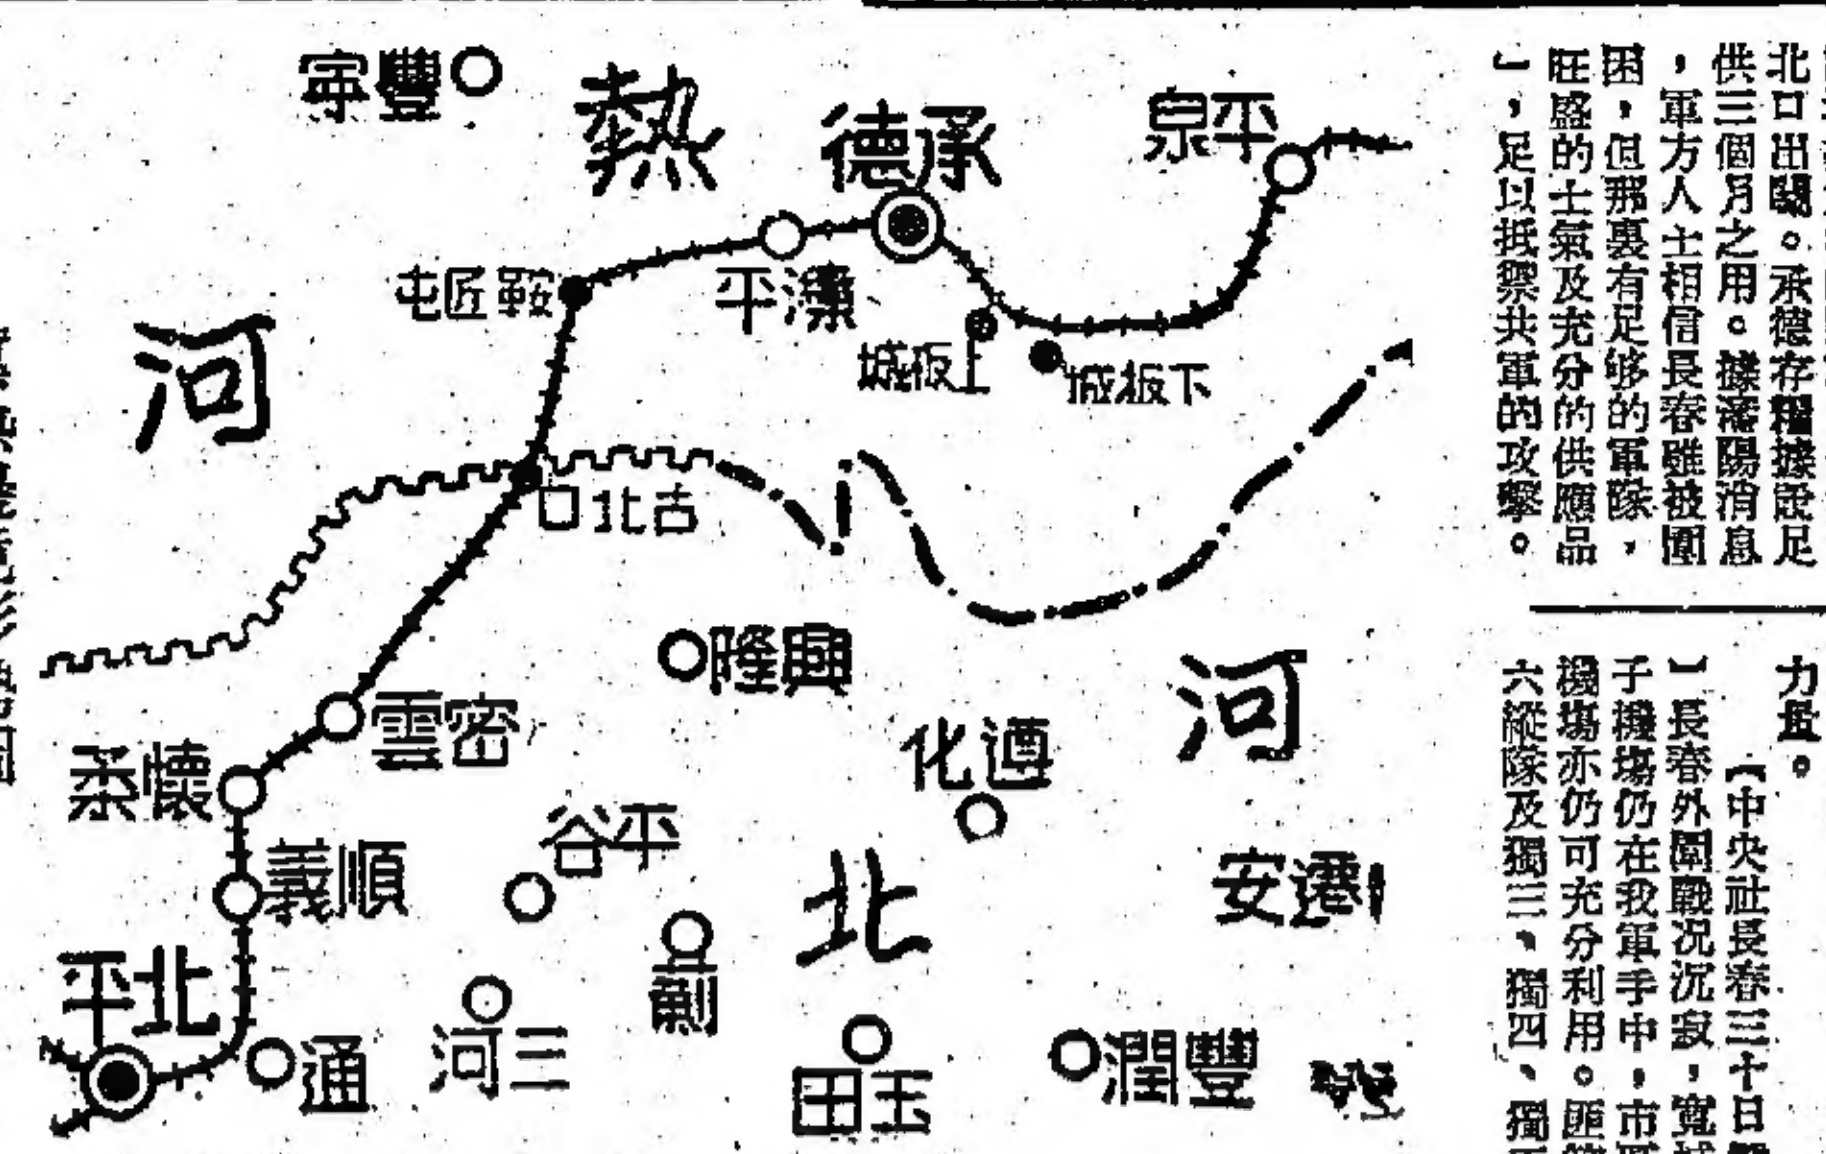 豐寧
熱
承德
平泉
鞍匠屯
灤平
上板城
下板城
河
古北口
興隆
河
密雲
懷柔
遵化
平谷
順義
北
遷安
薊
北平
三河
通
玉田
豐潤
北口出關。承德存糧據說足
供三個月之用。據瀋陽消息
,軍方人士相信長春雖被圍
困,但那裏有足够的軍隊,
旺盛的士氣及充分的供應品
」,足以抵禦共軍的攻擊。
力量。
【中央社長春三十日
】長春外圍戰况沉寂,寬城
子機塲仍在我軍手中,市
機塲亦仍可充分利用。匪
六縱隊及獨三、獨四、獨